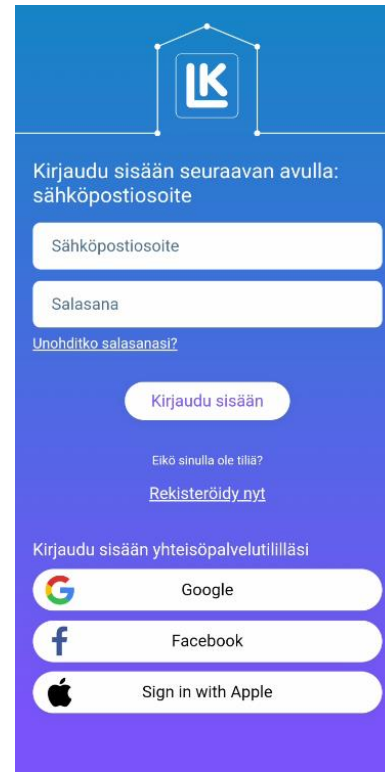 LK
Kirjaudu sisään seuraavan avulla:
sähköpostiosoite
Sähköpostiosoite
Salasana
Unohditko salasanasi?
Kirjaudu sisään
Eikö sinulla ole tiliä?
Rekisteröidy nyt
Kirjaudu sisään yhteisöpalvelutililläsi
Google
Facebook
Sign in with Apple